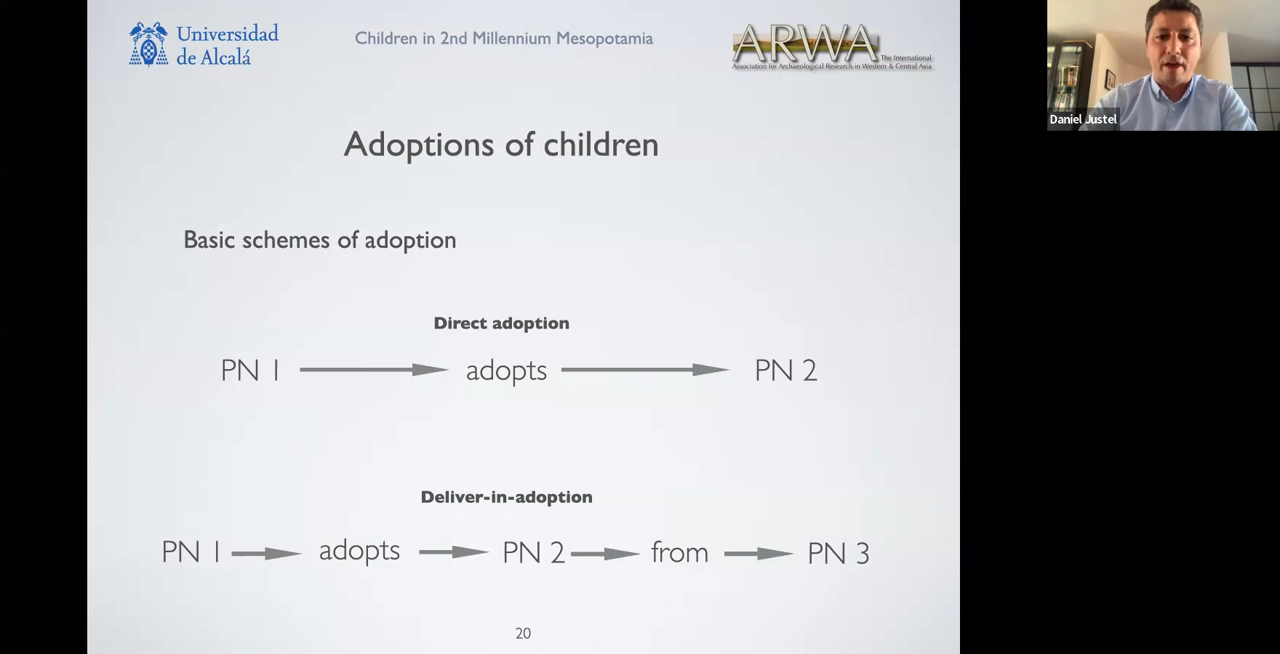 Universidad
de Alcalá
Children in 2nd Millennium Mesopotamia
ARWA
The International
Association for Archaeological Research in Western & Central Asia
Daniel Justel
Adoptions of children
Basic schemes of adoption
Direct adoption
PN 1 adopts PN 2
Deliver-in-adoption
PN 1 adopts PN 2 from PN 3
20